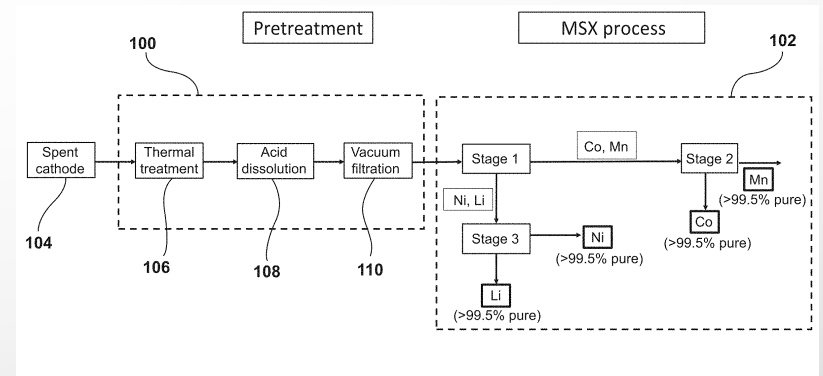 Pretreatment
MSX process
100
102
Spent
cathode
Thermal
treatment
Acid
dissolution
Vacuum
filtration
Stage 1
Co, Mn
Stage 2
Mn
(>99.5% pure)
Co
(>99.5% pure)
Ni, Li
Stage 3
Ni
(>99.5% pure)
Li
(>99.5% pure)
104
106
108
110